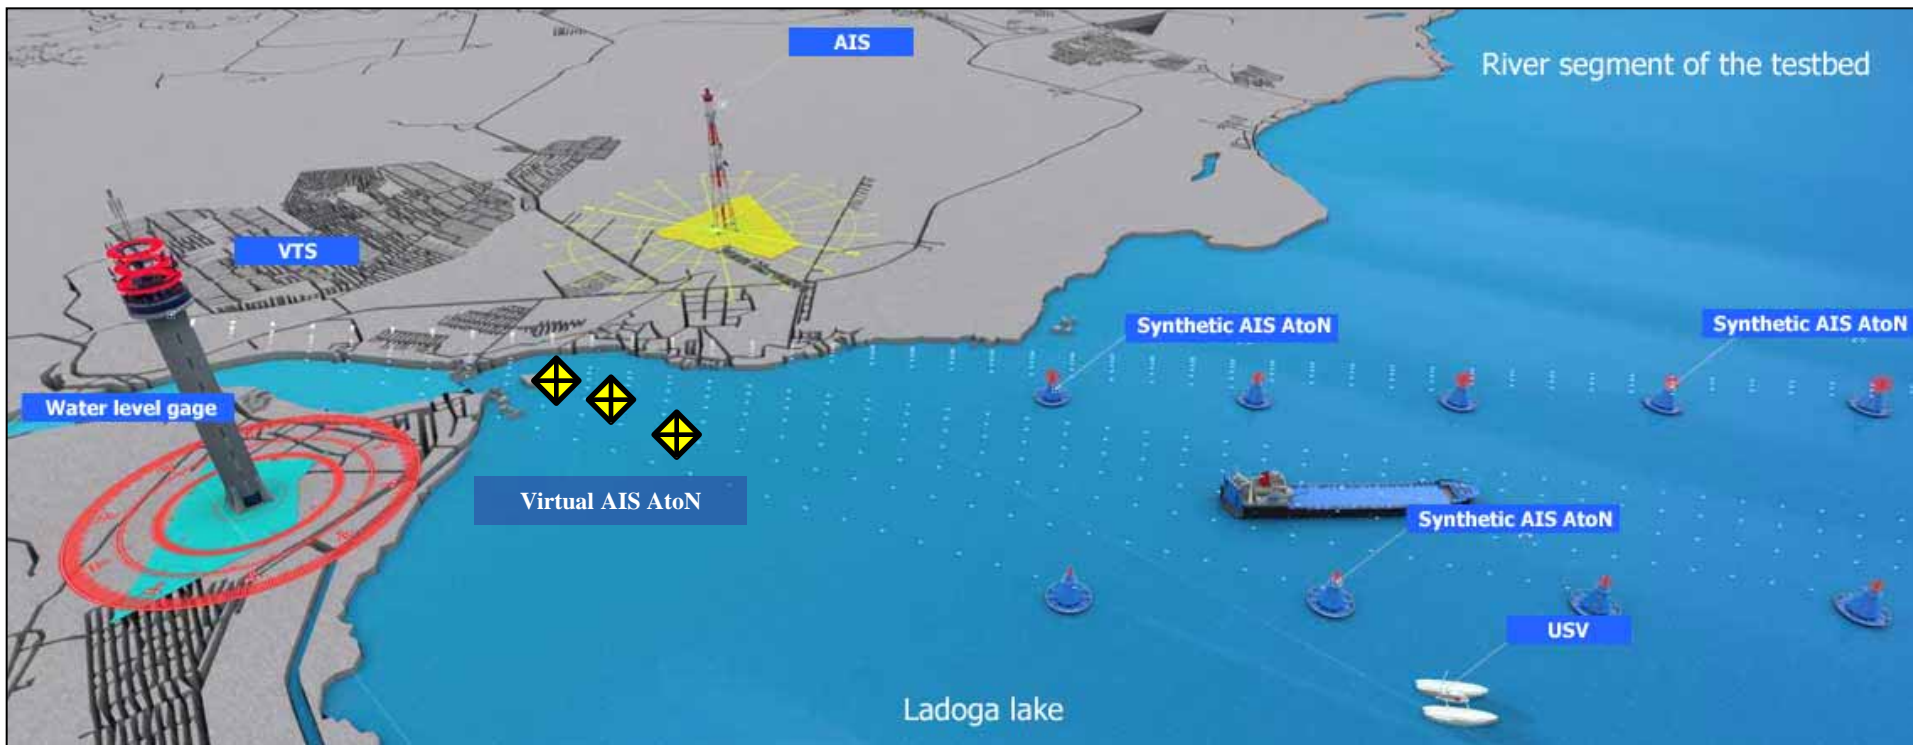 AIS
River segment of the testbed
VTS
Synthetic AIS AtoN
Synthetic AIS AtoN
Water level gage
Virtual AIS AtoN
Synthetic AIS AtoN
USV
Ladoga lake